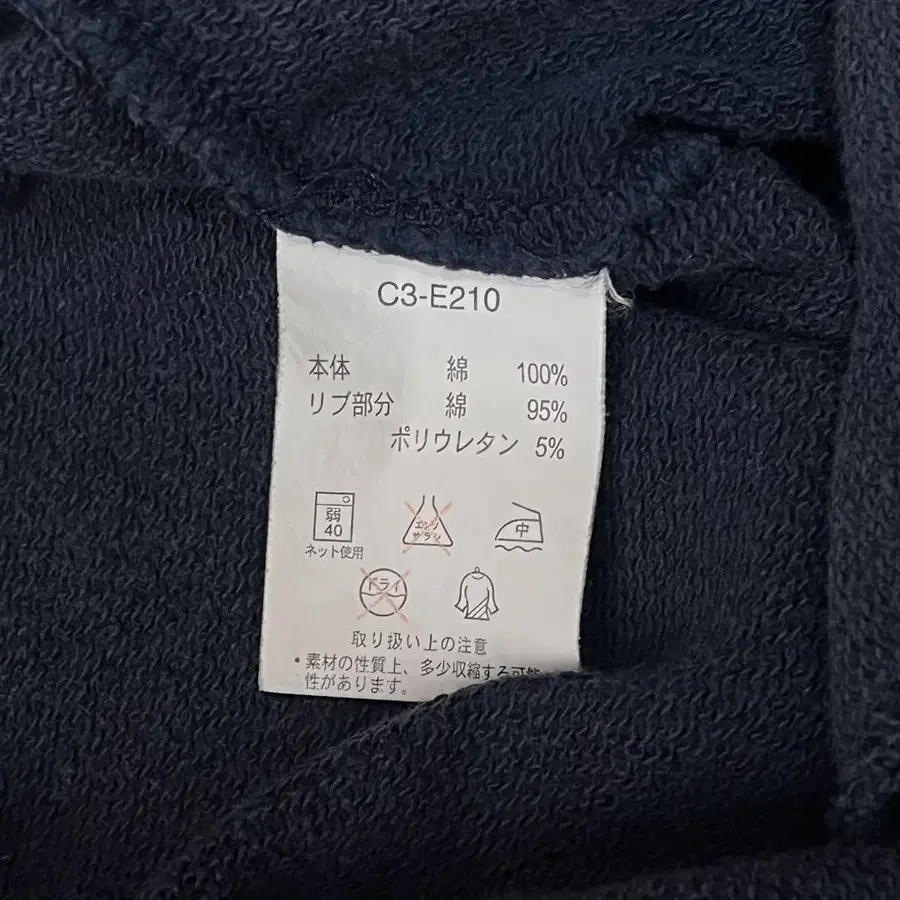 C3-E210
本体 綿 100%
リブ部分 綿 95%
ポリウレタン 5%
弱
40
ネット使用
エンソ
サラシ
中
ドライ
取り扱い上の注意
・素材の性質上、多少収縮する可能
性があります。